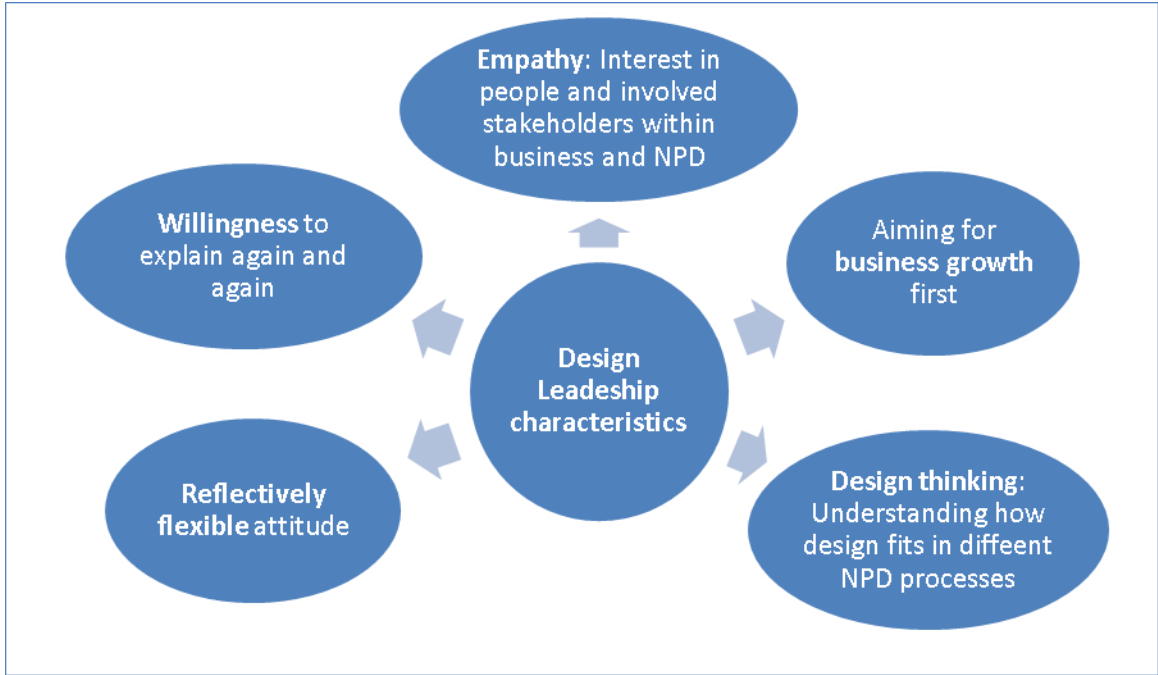 Empathy: Interest in
people and involved
stakeholders within
business and NPD
Willingness to
explain again and
again
Aiming for
business growth
first
Design
Leadeship
characteristics
Reflectively
flexible attitude
Design thinking:
Understanding how
design fits in diffeent
NPD processes